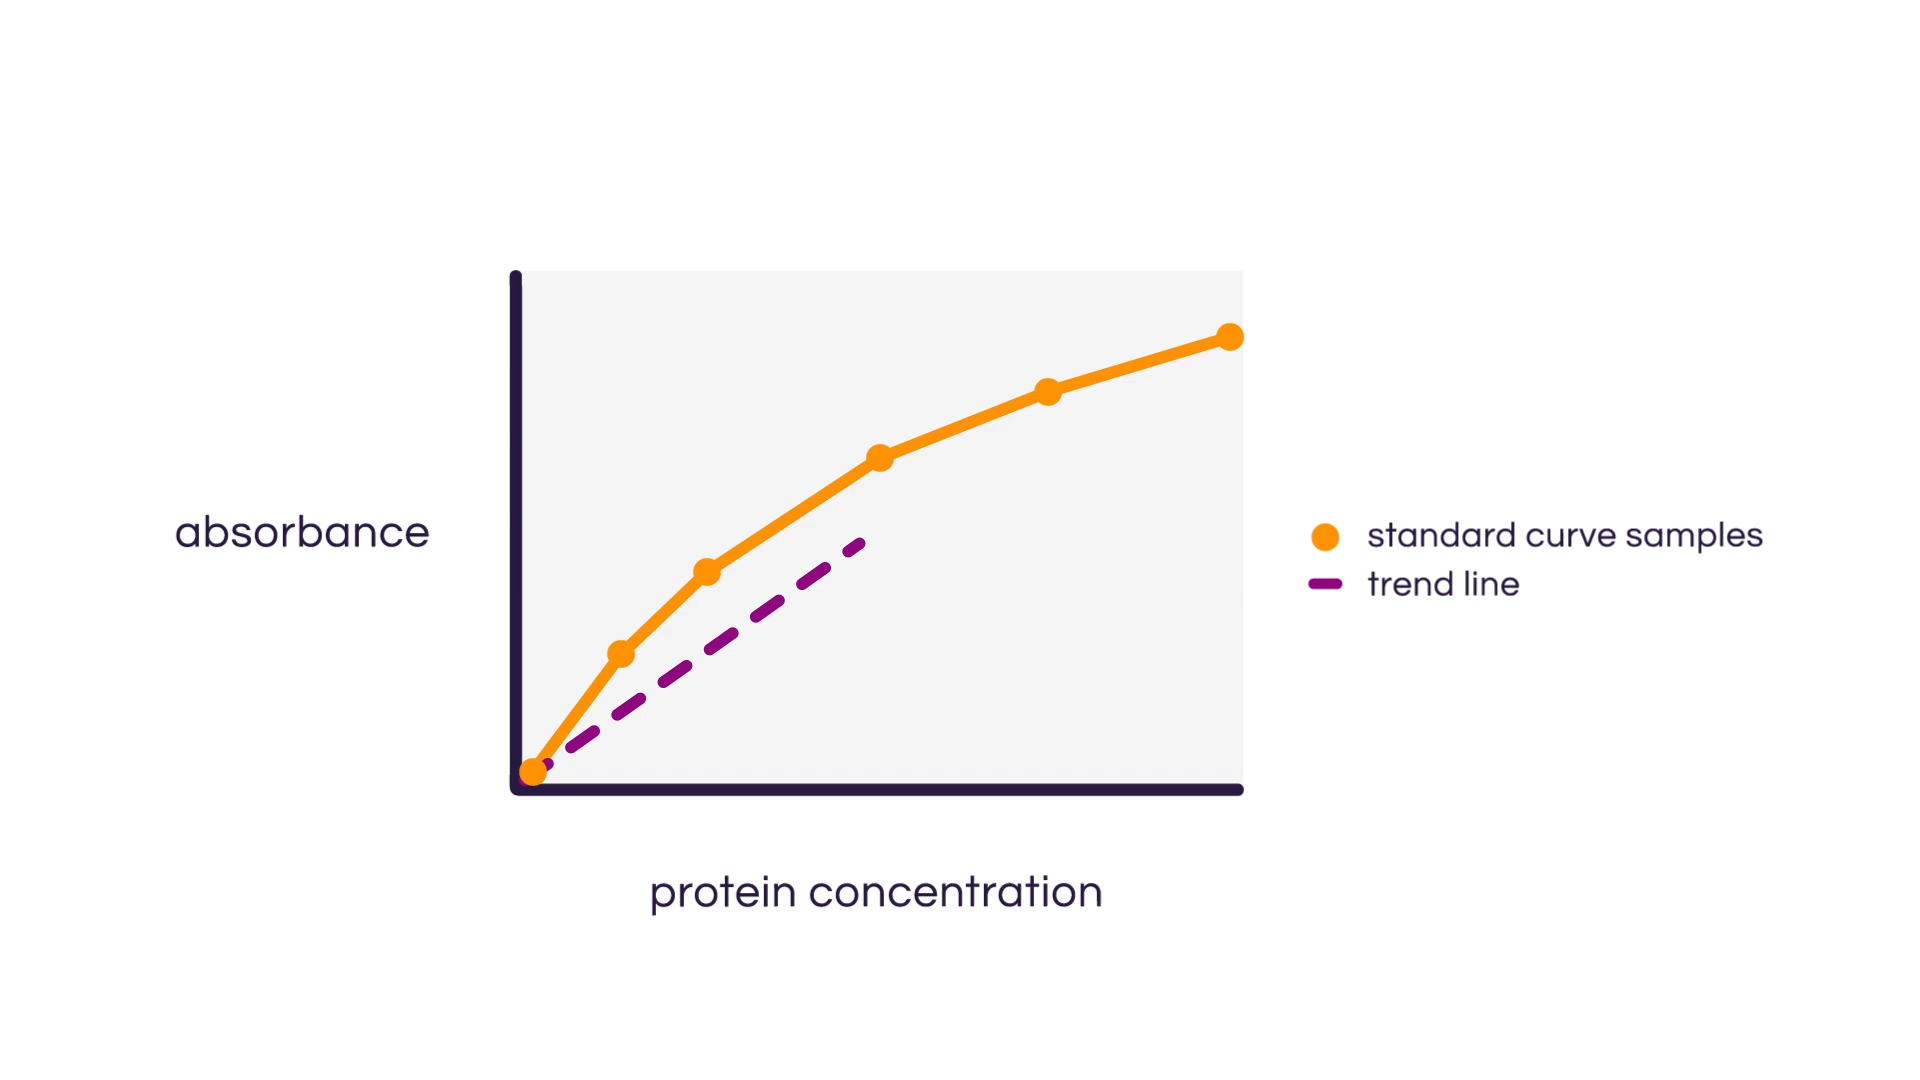 absorbance
standard curve samples
trend line
protein concentration